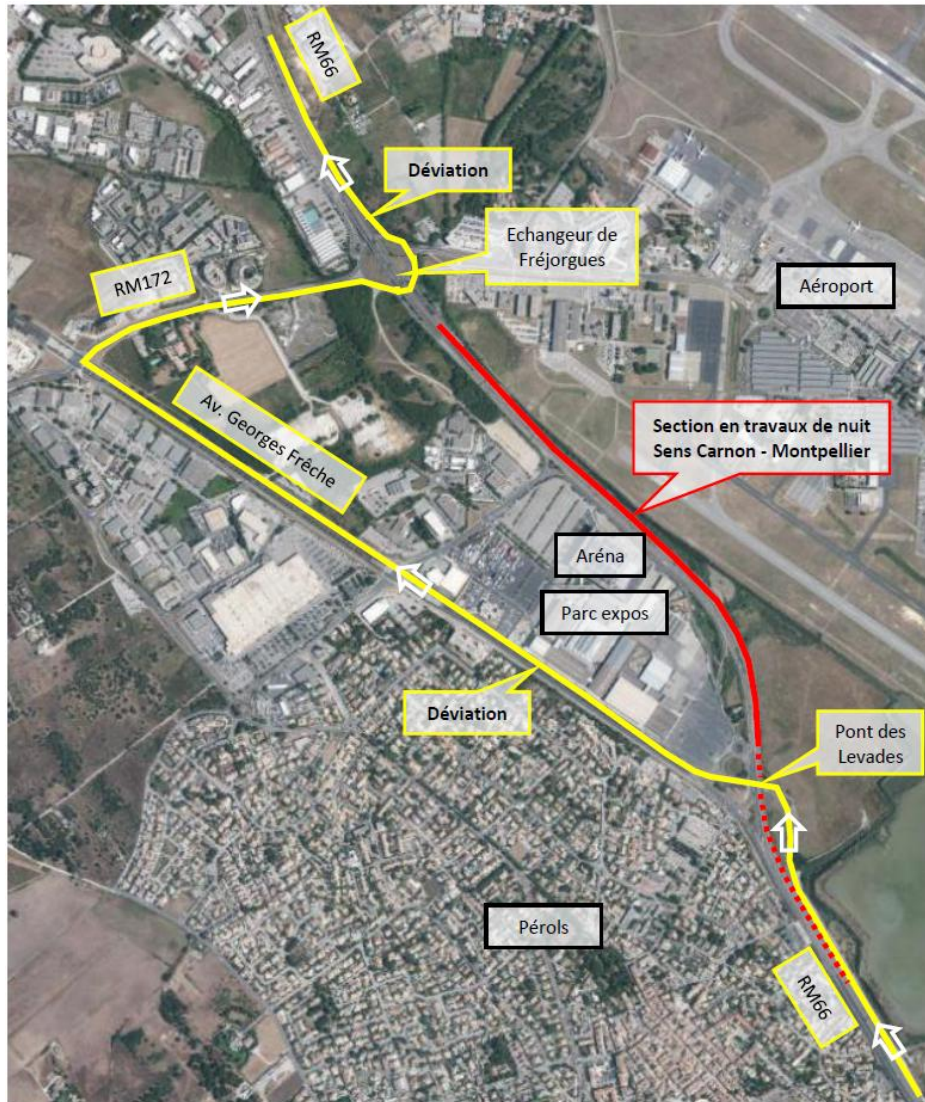 RM66
Déviation
Echangeur de
Fréjorgues
RM172
Aéroport
Av. Georges Frêche
Section en travaux de nuit
Sens Carnon - Montpellier
Aréna
Parc expos
Déviation
Pont des
Levades
Pérols
RM66